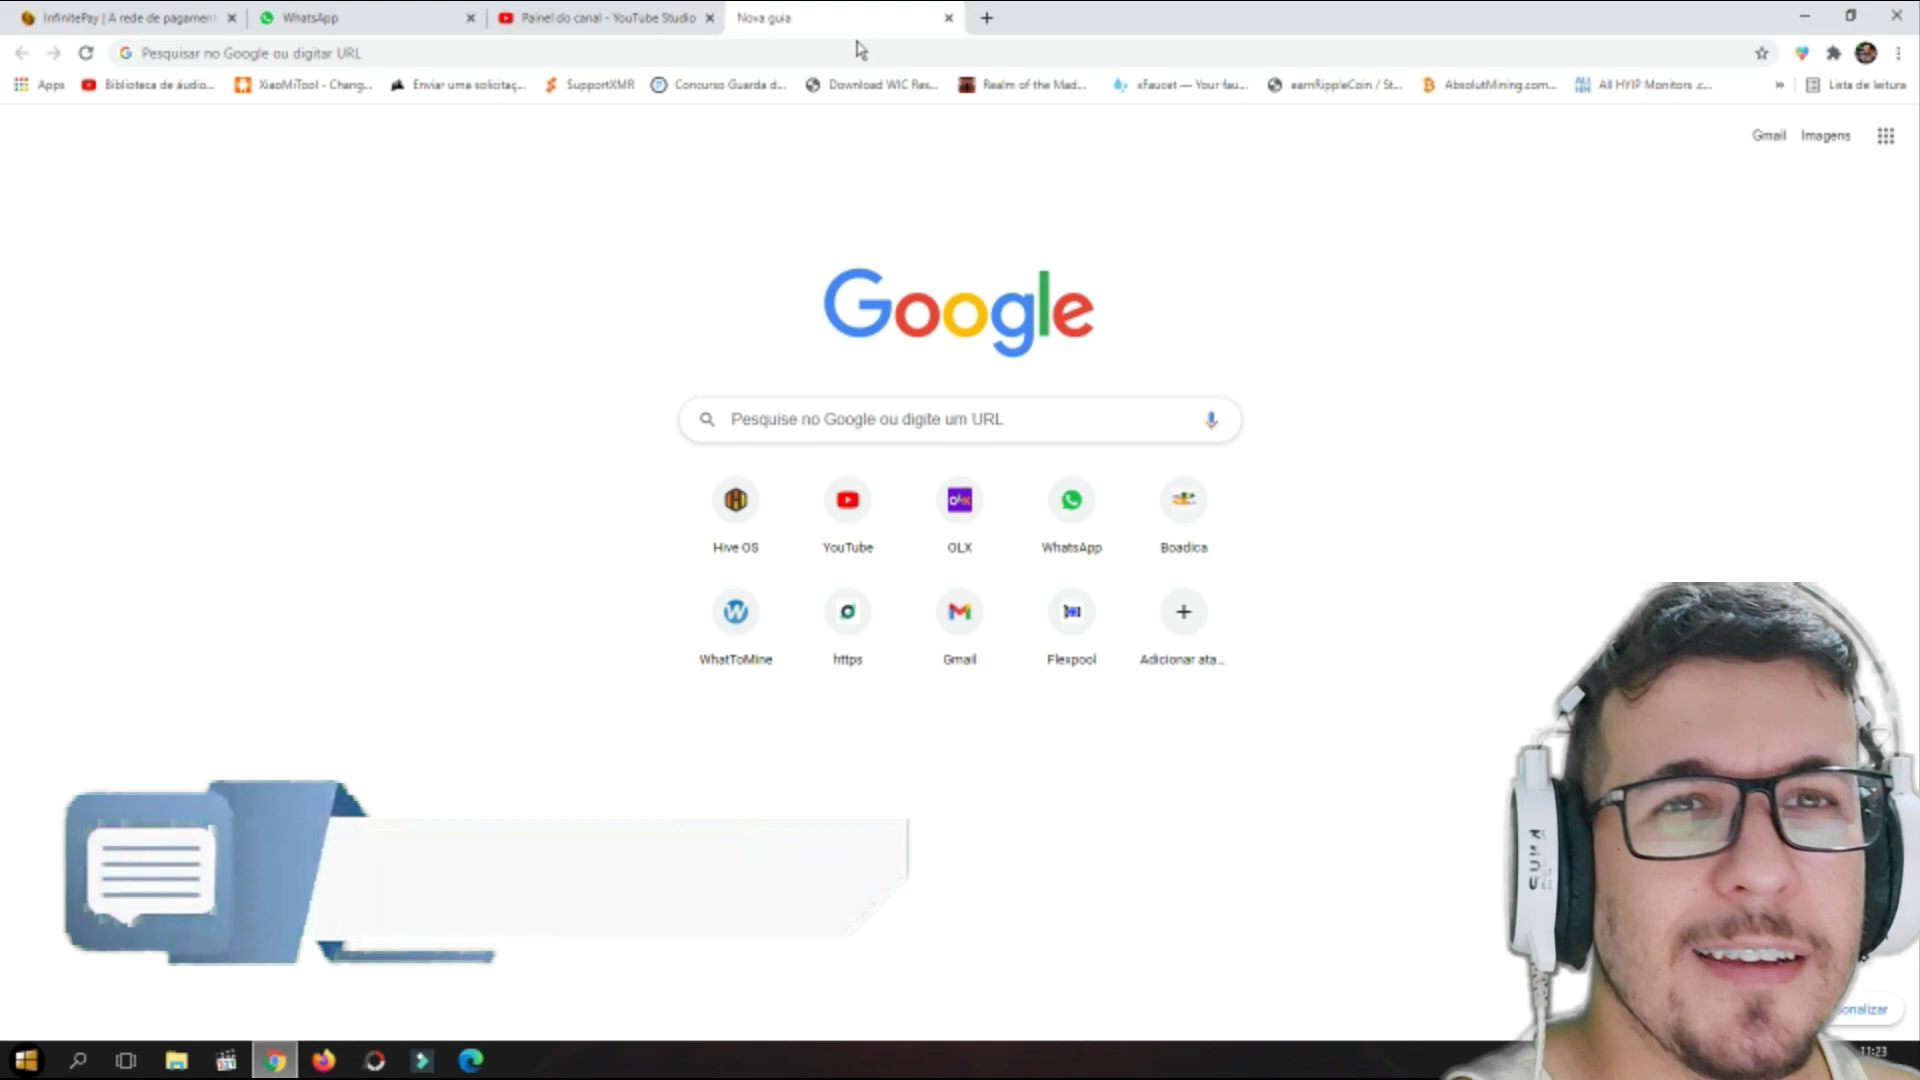 InfinitePay | A rede de pagament
WhatsApp
Painel do canal - YouTube Studio
Nova guia
Pesquisar no Google ou digitar URL
Apps
Biblioteca de áudio...
XiaoMiTool - Chang...
Enviar uma solicitaç...
SupportXMR
Concurso Guarda d...
Download WIC Res...
Realm of the Mad...
xFaucet — Your fau...
earnRippleCoin / St...
AbsolutMining.com...
All HYIP Monitors .c...
Lista de leitura
Gmail
Imagens
Google
Pesquise no Google ou digite um URL
Hive OS
YouTube
OLX
WhatsApp
Boadica
WhatToMine
https
Gmail
Flexpool
Adicionar ata...
onalizar
11:23